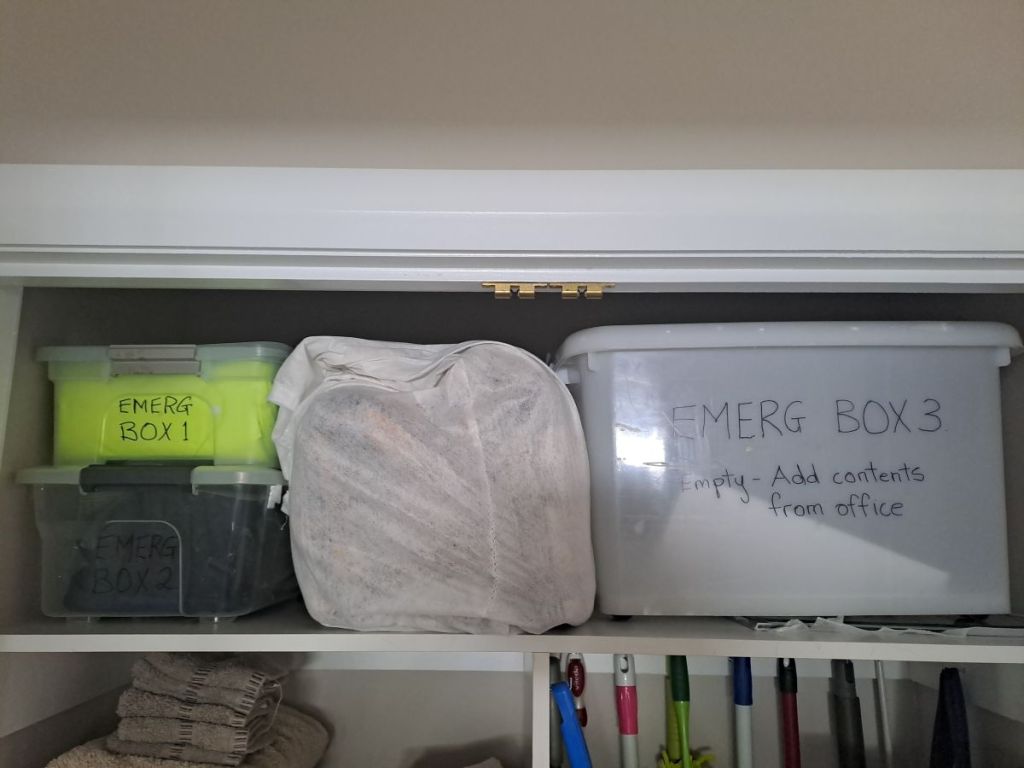 EMERG
BOX 1
EMERG
BOX 2
EMERG BOX 3
Empty - Add contents
from office